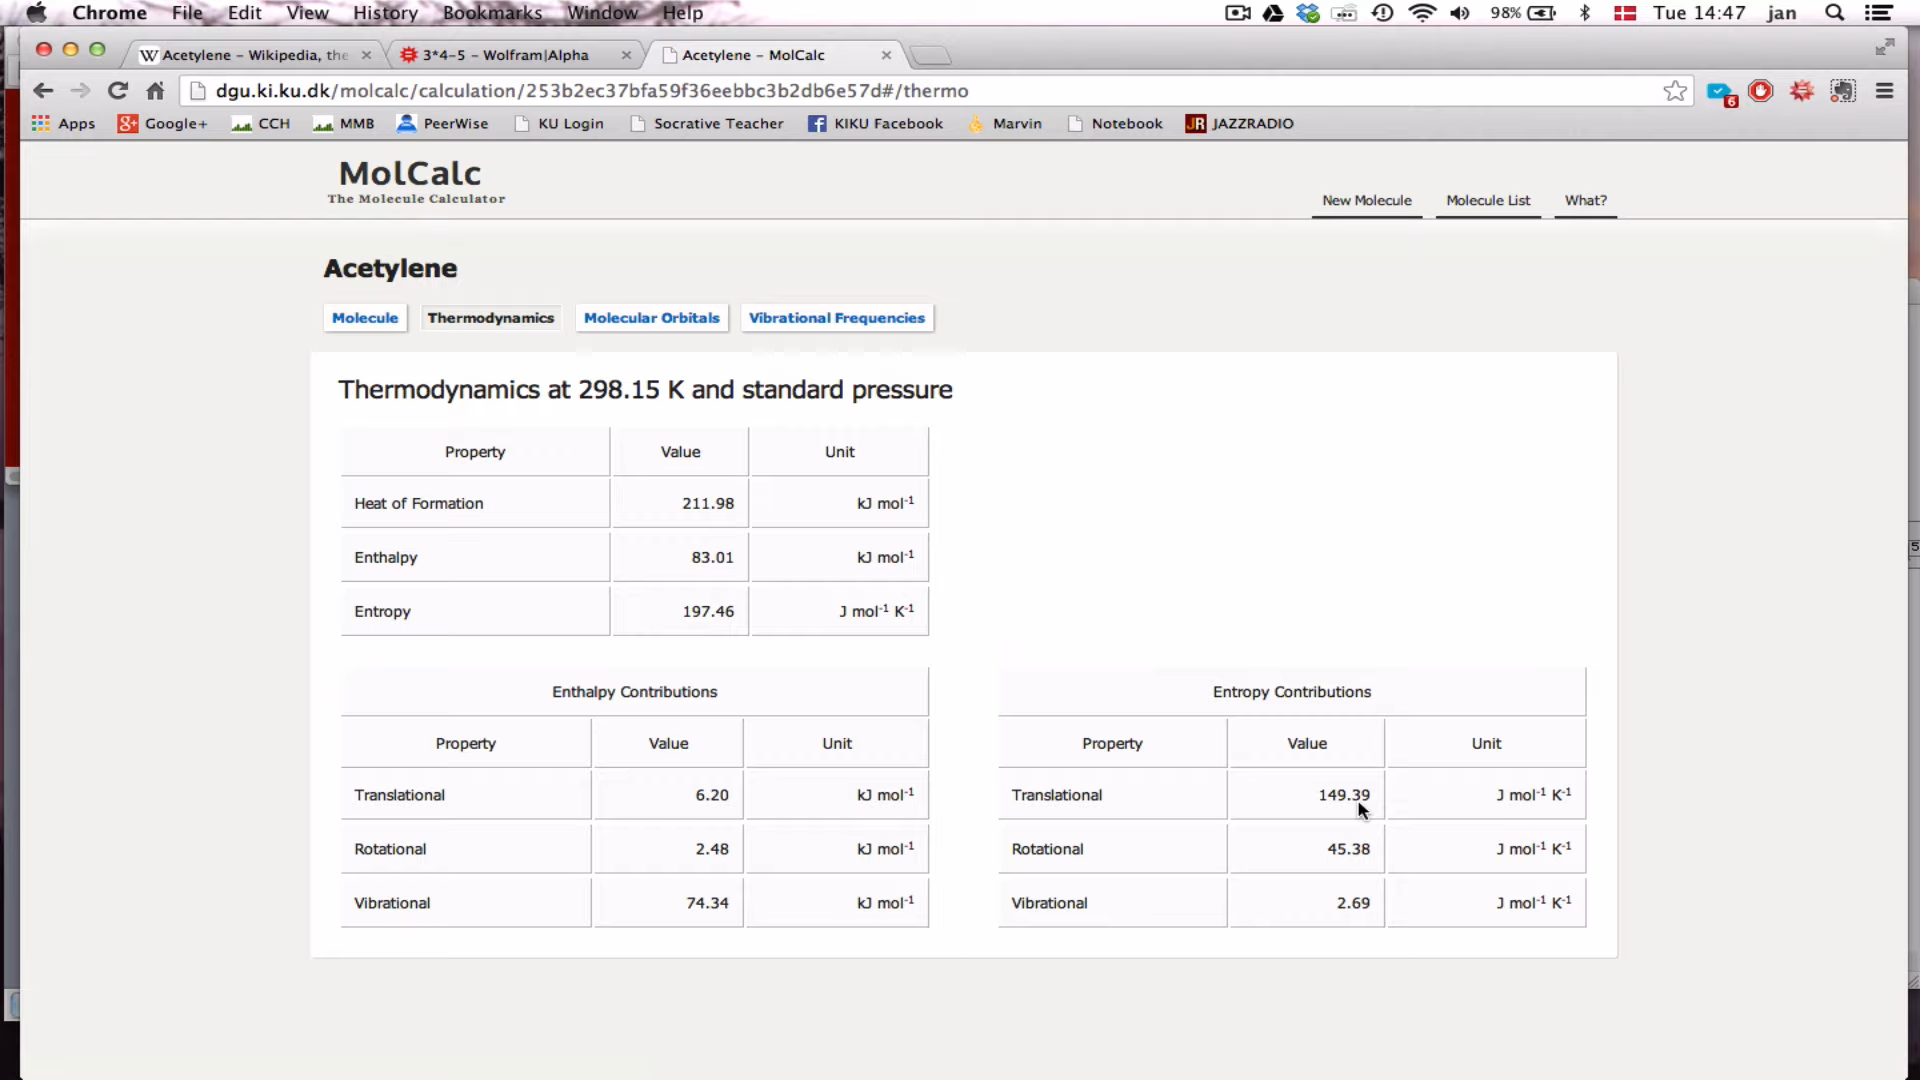 Chrome File Edit View History Bookmarks Window Help 98% Tue 14:47 jan
Acetylene – Wikipedia, the 3*4–5 – Wolfram|Alpha Acetylene – MolCalc
dgu.ki.ku.dk/molcalc/calculation/253b2ec37bfa59f36eebbc3b2db6e57d#/thermo 6
Apps Google+ CCH MMB PeerWise KU Login Socrative Teacher KIKU Facebook Marvin Notebook JR JAZZRADIO
MolCalc
The Molecule Calculator
New Molecule Molecule List What?
Acetylene
Molecule Thermodynamics Molecular Orbitals Vibrational Frequencies
Thermodynamics at 298.15 K and standard pressure
Property Value Unit
Heat of Formation 211.98 kJ mol⁻¹
Enthalpy 83.01 kJ mol⁻¹
Entropy 197.46 J mol⁻¹ K⁻¹
Enthalpy Contributions
Property Value Unit
Translational 6.20 kJ mol⁻¹
Rotational 2.48 kJ mol⁻¹
Vibrational 74.34 kJ mol⁻¹
Entropy Contributions
Property Value Unit
Translational 149.39 J mol⁻¹ K⁻¹
Rotational 45.38 J mol⁻¹ K⁻¹
Vibrational 2.69 J mol⁻¹ K⁻¹